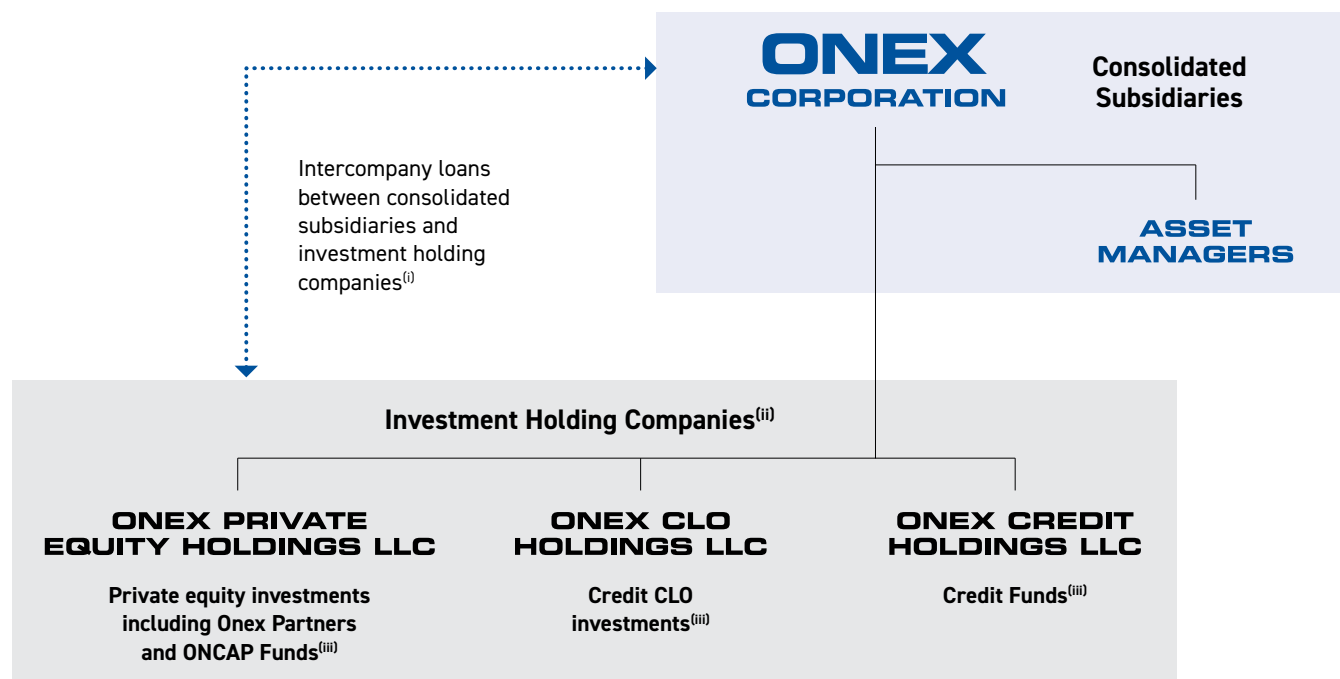 ONEX
CORPORATION
Consolidated
Subsidiaries
Intercompany loans
between consolidated
subsidiaries and
investment holding
companies(i)
ASSET
MANAGERS
Investment Holding Companies(ii)
ONEX PRIVATE
EQUITY HOLDINGS LLC
Private equity investments
including Onex Partners
and ONCAP Funds(iii)
ONEX CLO
HOLDINGS LLC
Credit CLO
investments(iii)
ONEX CREDIT
HOLDINGS LLC
Credit Funds(iii)